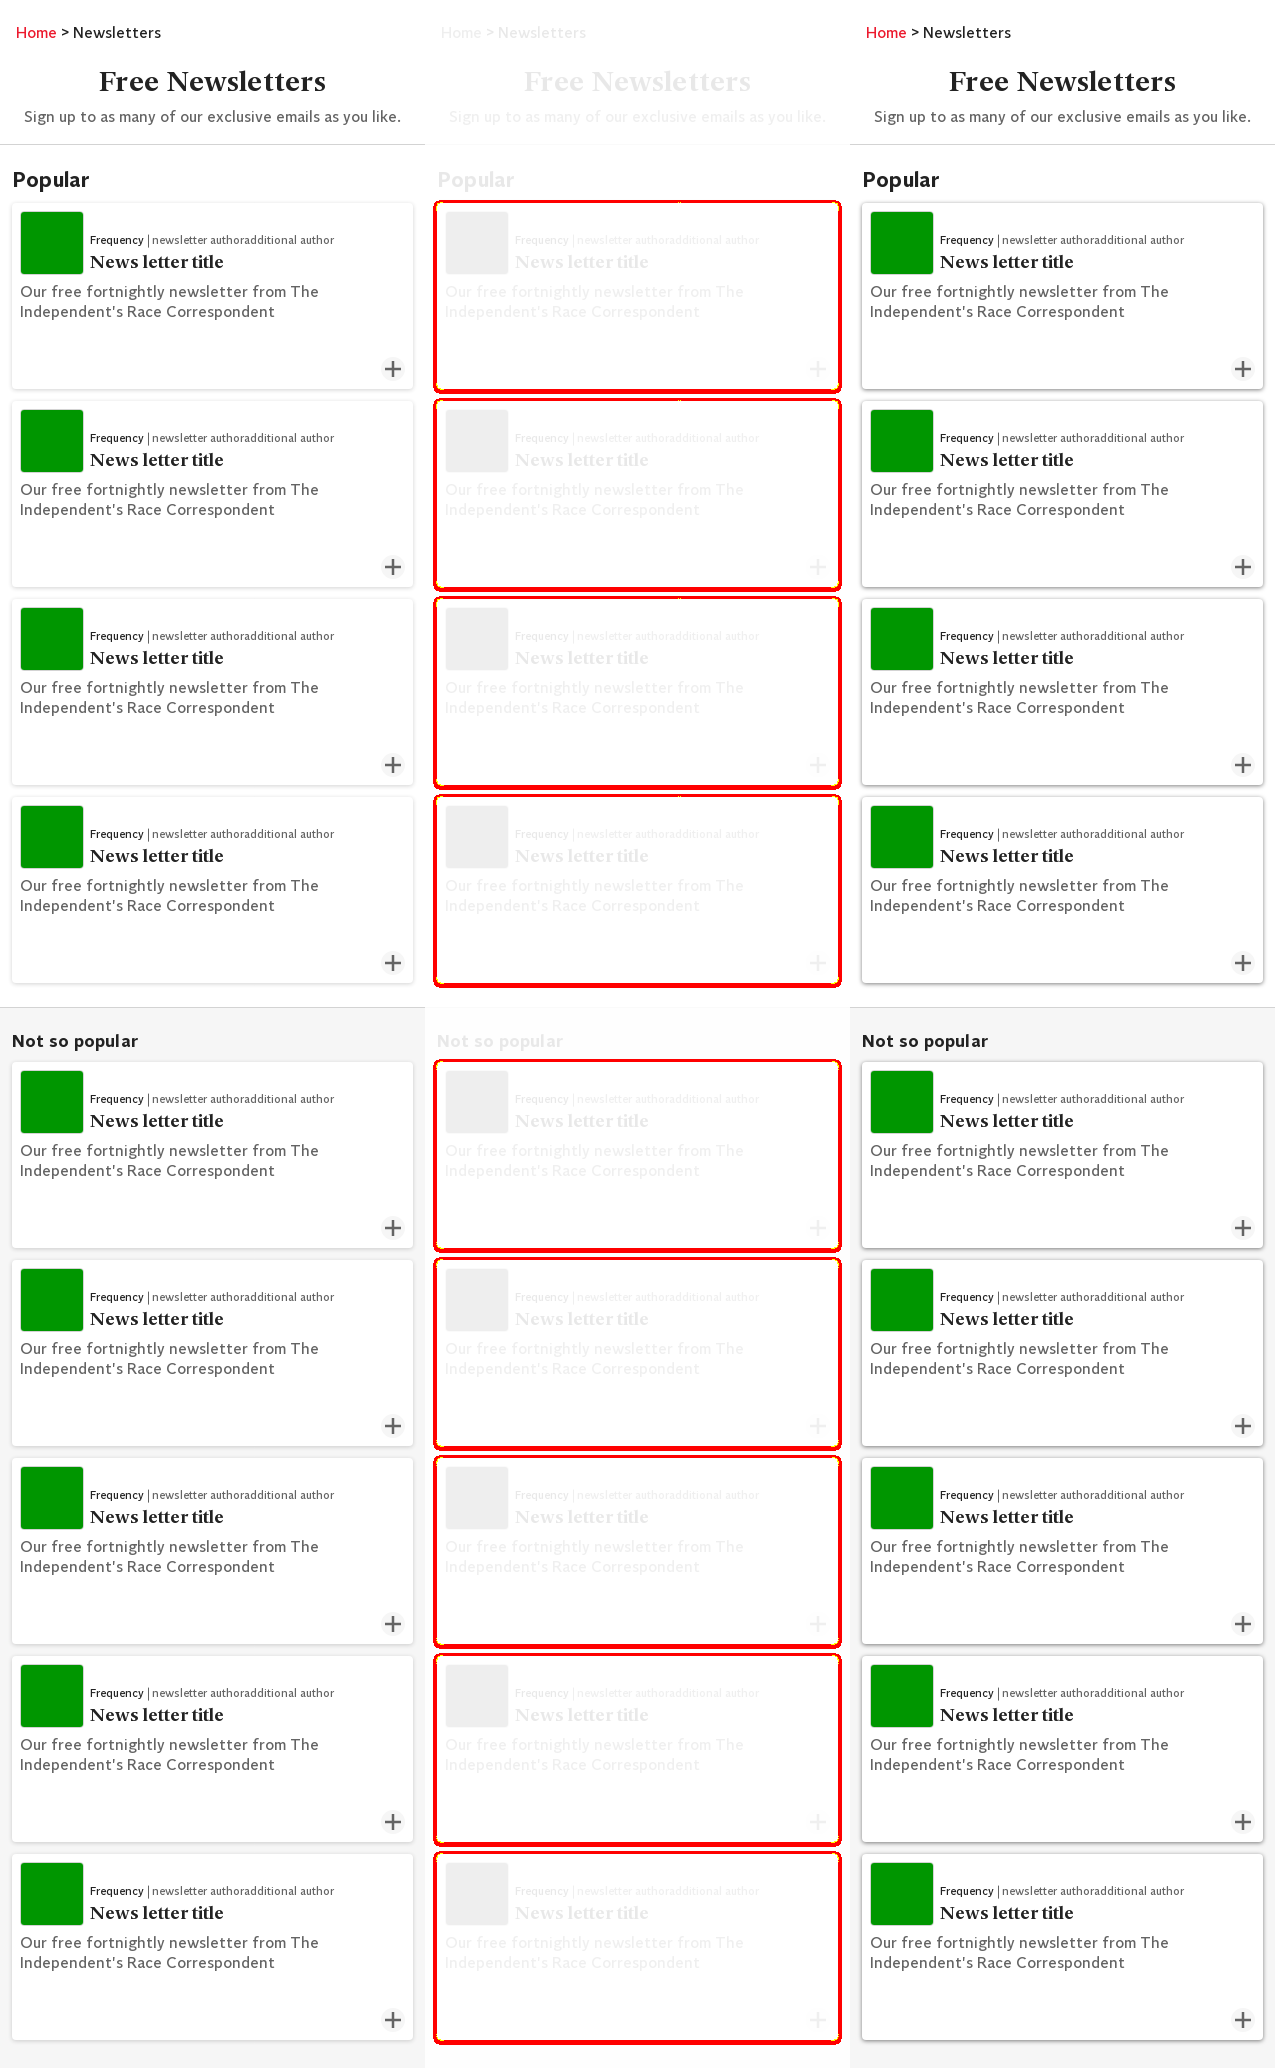 Home > Newsletters
Free Newsletters
Sign up to as many of our exclusive emails as you like.
Popular
Frequency | newsletter authoradditional author
News letter title
Our free fortnightly newsletter from The
Independent's Race Correspondent
Frequency | newsletter authoradditional author
News letter title
Our free fortnightly newsletter from The
Independent's Race Correspondent
Frequency | newsletter authoradditional author
News letter title
Our free fortnightly newsletter from The
Independent's Race Correspondent
Frequency | newsletter authoradditional author
News letter title
Our free fortnightly newsletter from The
Independent's Race Correspondent
Not so popular
Frequency | newsletter authoradditional author
News letter title
Our free fortnightly newsletter from The
Independent's Race Correspondent
Frequency | newsletter authoradditional author
News letter title
Our free fortnightly newsletter from The
Independent's Race Correspondent
Frequency | newsletter authoradditional author
News letter title
Our free fortnightly newsletter from The
Independent's Race Correspondent
Frequency | newsletter authoradditional author
News letter title
Our free fortnightly newsletter from The
Independent's Race Correspondent
Frequency | newsletter authoradditional author
News letter title
Our free fortnightly newsletter from The
Independent's Race Correspondent
Home > Newsletters
Free Newsletters
Sign up to as many of our exclusive emails as you like.
Popular
Frequency | newsletter authoradditional author
News letter title
Our free fortnightly newsletter from The
Independent's Race Correspondent
Frequency | newsletter authoradditional author
News letter title
Our free fortnightly newsletter from The
Independent's Race Correspondent
Frequency | newsletter authoradditional author
News letter title
Our free fortnightly newsletter from The
Independent's Race Correspondent
Frequency | newsletter authoradditional author
News letter title
Our free fortnightly newsletter from The
Independent's Race Correspondent
Not so popular
Frequency | newsletter authoradditional author
News letter title
Our free fortnightly newsletter from The
Independent's Race Correspondent
Frequency | newsletter authoradditional author
News letter title
Our free fortnightly newsletter from The
Independent's Race Correspondent
Frequency | newsletter authoradditional author
News letter title
Our free fortnightly newsletter from The
Independent's Race Correspondent
Frequency | newsletter authoradditional author
News letter title
Our free fortnightly newsletter from The
Independent's Race Correspondent
Frequency | newsletter authoradditional author
News letter title
Our free fortnightly newsletter from The
Independent's Race Correspondent
Home > Newsletters
Free Newsletters
Sign up to as many of our exclusive emails as you like.
Popular
Frequency | newsletter authoradditional author
News letter title
Our free fortnightly newsletter from The
Independent's Race Correspondent
Frequency | newsletter authoradditional author
News letter title
Our free fortnightly newsletter from The
Independent's Race Correspondent
Frequency | newsletter authoradditional author
News letter title
Our free fortnightly newsletter from The
Independent's Race Correspondent
Frequency | newsletter authoradditional author
News letter title
Our free fortnightly newsletter from The
Independent's Race Correspondent
Not so popular
Frequency | newsletter authoradditional author
News letter title
Our free fortnightly newsletter from The
Independent's Race Correspondent
Frequency | newsletter authoradditional author
News letter title
Our free fortnightly newsletter from The
Independent's Race Correspondent
Frequency | newsletter authoradditional author
News letter title
Our free fortnightly newsletter from The
Independent's Race Correspondent
Frequency | newsletter authoradditional author
News letter title
Our free fortnightly newsletter from The
Independent's Race Correspondent
Frequency | newsletter authoradditional author
News letter title
Our free fortnightly newsletter from The
Independent's Race Correspondent